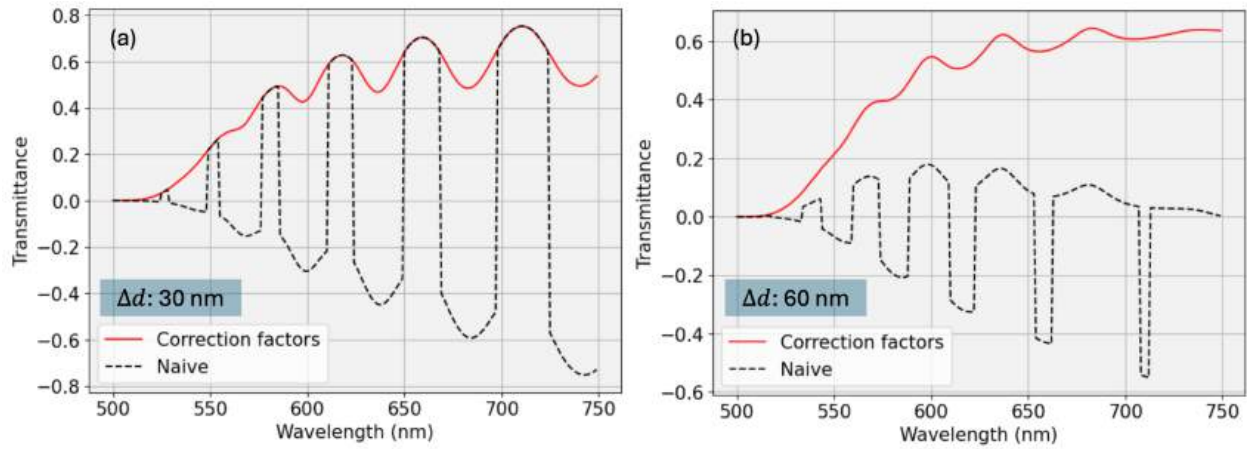 (a)
0.8
0.6
0.4
0.2
0.0
−0.2
−0.4
−0.6
−0.8
Transmittance
Δd: 30 nm
Correction factors
Naive
500 550 600 650 700 750
Wavelength (nm)
(b)
0.6
0.4
0.2
0.0
−0.2
−0.4
−0.6
Transmittance
Δd: 60 nm
Correction factors
Naive
500 550 600 650 700 750
Wavelength (nm)